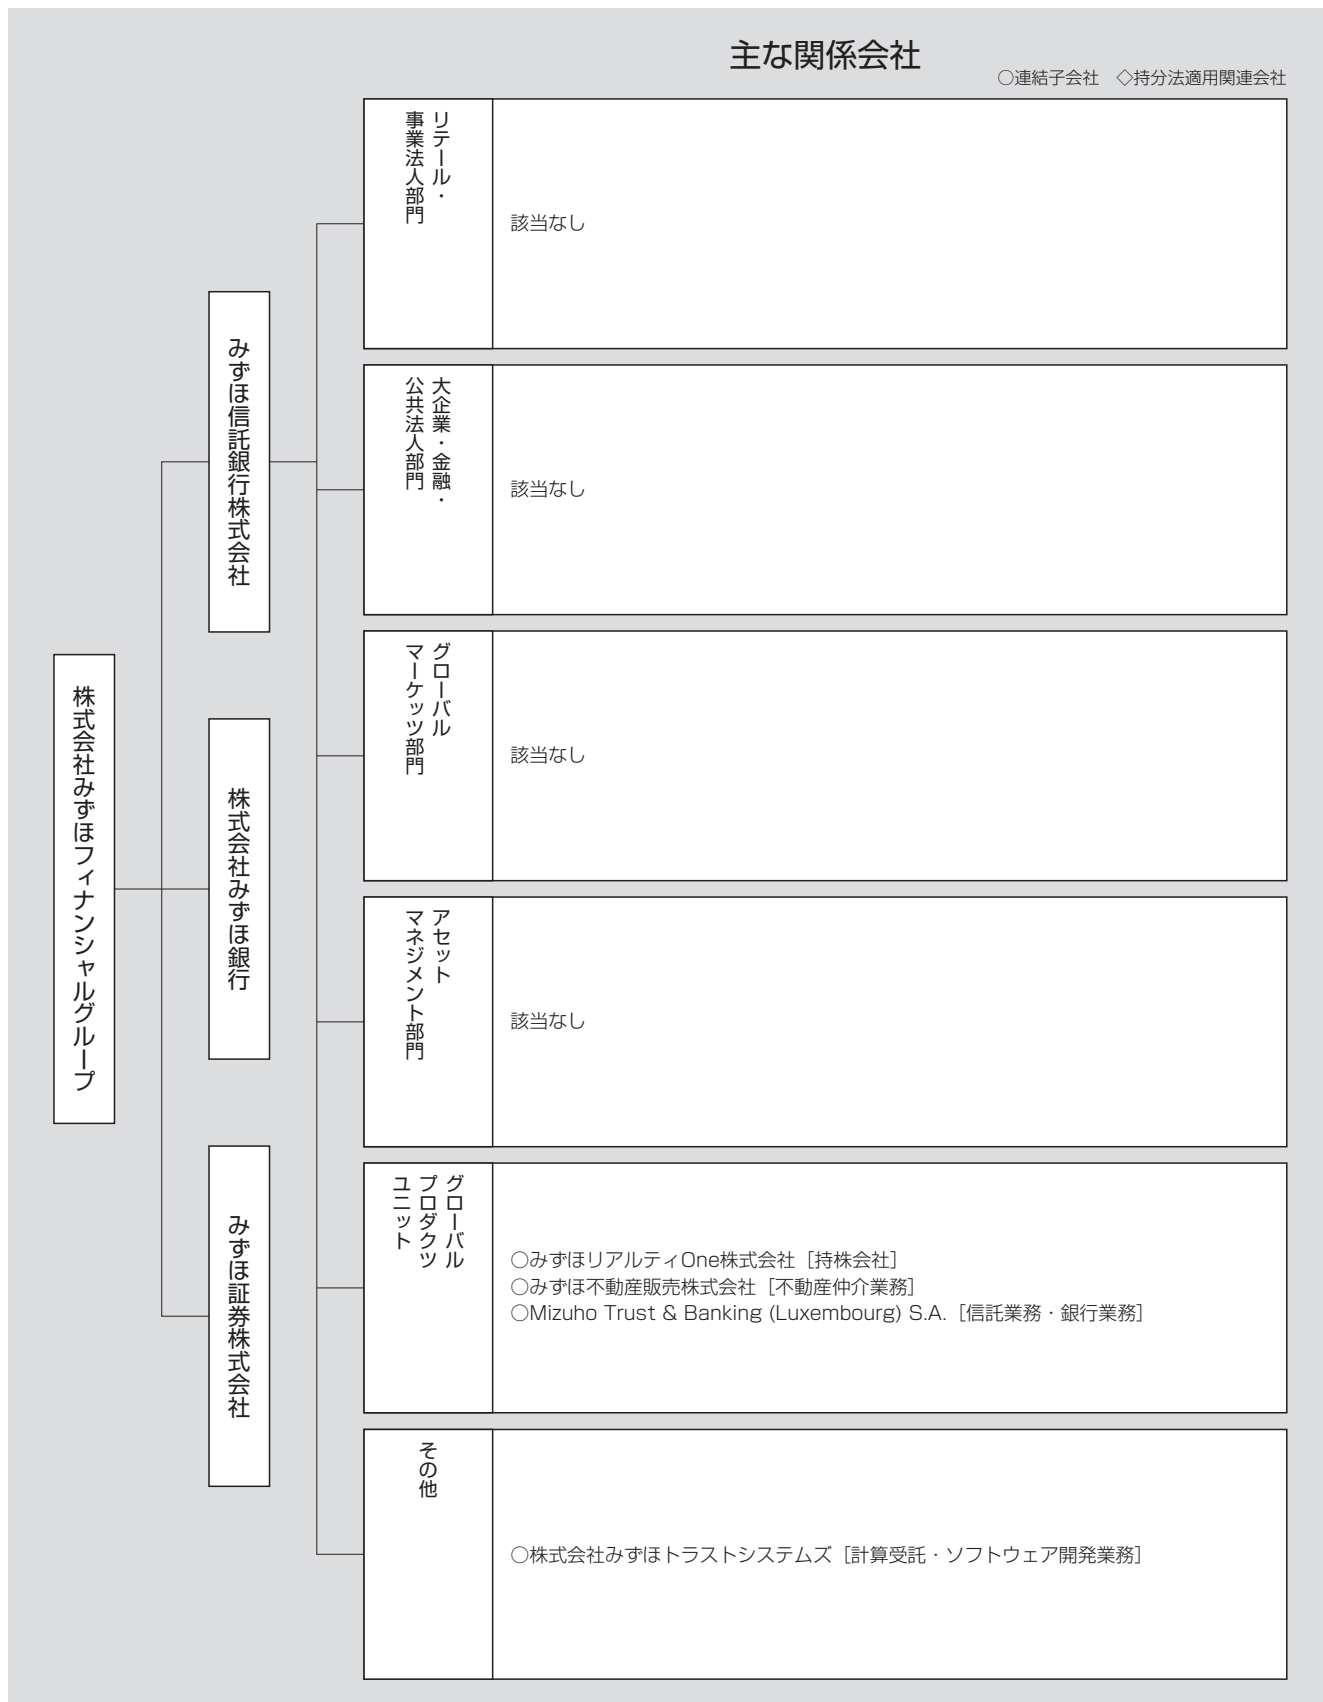 主な関係会社
○連結子会社　◇持分法適用関連会社
株式会社みずほフィナンシャルグループ
みずほ信託銀行株式会社
株式会社みずほ銀行
みずほ証券株式会社
リテール・
事業法人部門
該当なし
大企業・金融・
公共法人部門
該当なし
グローバル
マーケッツ部門
該当なし
アセット
マネジメント部門
該当なし
グローバル
プロダクツ
ユニット
○みずほリアルティOne株式会社［持株会社］
○みずほ不動産販売株式会社［不動産仲介業務］
○Mizuho Trust & Banking (Luxembourg) S.A.［信託業務・銀行業務］
その他
○株式会社みずほトラストシステムズ［計算受託・ソフトウェア開発業務］